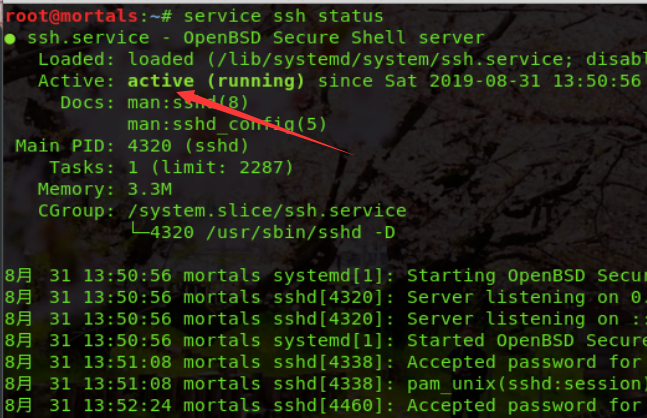 root@mortals:~# service ssh status
● ssh.service - OpenBSD Secure Shell server
Loaded: loaded (/lib/systemd/system/ssh.service; disabl
Active: active (running) since Sat 2019-08-31 13:50:56
Docs: man:sshd(8)
man:sshd_config(5)
Main PID: 4320 (sshd)
Tasks: 1 (limit: 2287)
Memory: 3.3M
CGroup: /system.slice/ssh.service
└─4320 /usr/sbin/sshd -D
8月 31 13:50:56 mortals systemd[1]: Starting OpenBSD Secu
8月 31 13:50:56 mortals sshd[4320]: Server listening on 0.
8月 31 13:50:56 mortals sshd[4320]: Server listening on ::
8月 31 13:50:56 mortals systemd[1]: Started OpenBSD Secure
8月 31 13:51:08 mortals sshd[4338]: Accepted password for
8月 31 13:51:08 mortals sshd[4338]: pam_unix(sshd:session)
8月 31 13:52:24 mortals sshd[4460]: Accepted password for